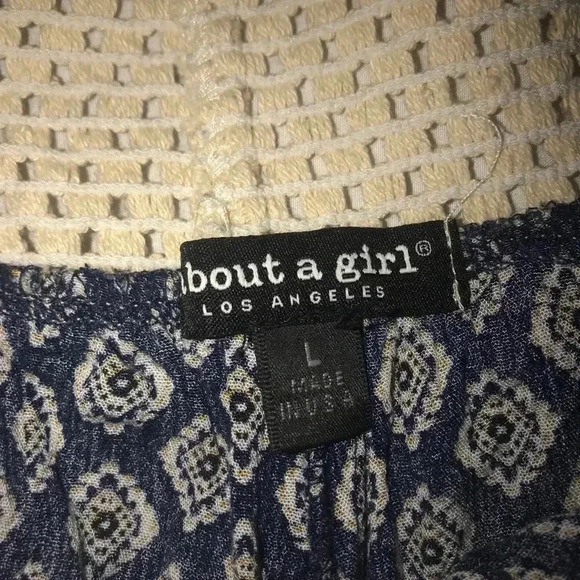 about a girl®
LOS ANGELES
L
MADE
IN U S A